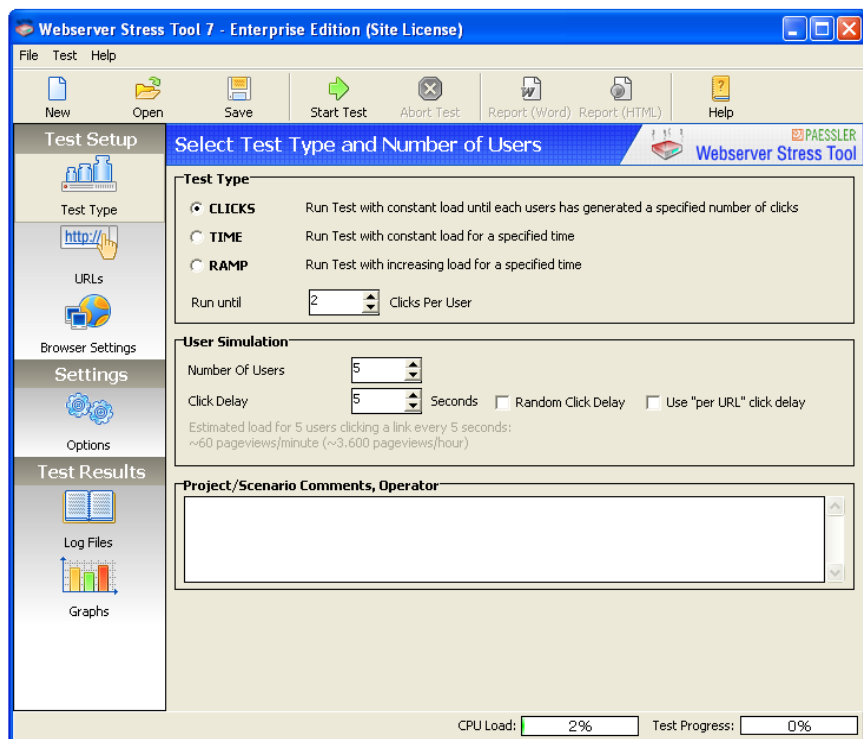 Webserver Stress Tool 7 - Enterprise Edition (Site License)
File Test Help
New Open Save Start Test Abort Test Report (Word) Report (HTML) Help
Test Setup
Test Type
http://
URLs
Browser Settings
Settings
Options
Test Results
Log Files
Graphs
Select Test Type and Number of Users
PAESSLER
Webserver Stress Tool
Test Type
CLICKS Run Test with constant load until each users has generated a specified number of clicks
TIME Run Test with constant load for a specified time
RAMP Run Test with increasing load for a specified time
Run until 2 Clicks Per User
User Simulation
Number Of Users 5
Click Delay 5 Seconds Random Click Delay Use "per URL" click delay
Estimated load for 5 users clicking a link every 5 seconds:
~60 pageviews/minute (~3.600 pageviews/hour)
Project/Scenario Comments, Operator
CPU Load: 2% Test Progress: 0%